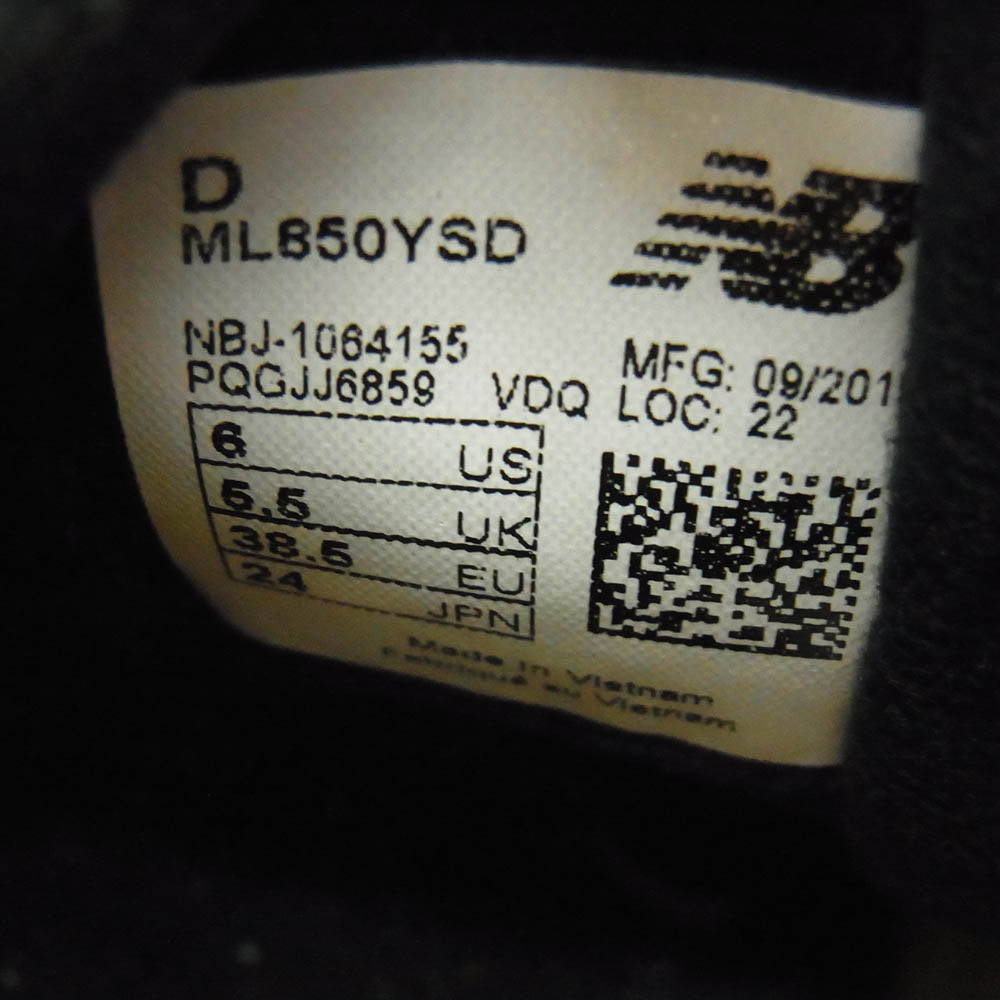 D
ML850YSD
NB
NBJ-1064155
PQGJJ6859 VDQ
MFG: 09/201
LOC: 22
6 US
5.5 UK
38.5 EU
24 JPN
Made in Vietnam
Fabriqué au Vietnam